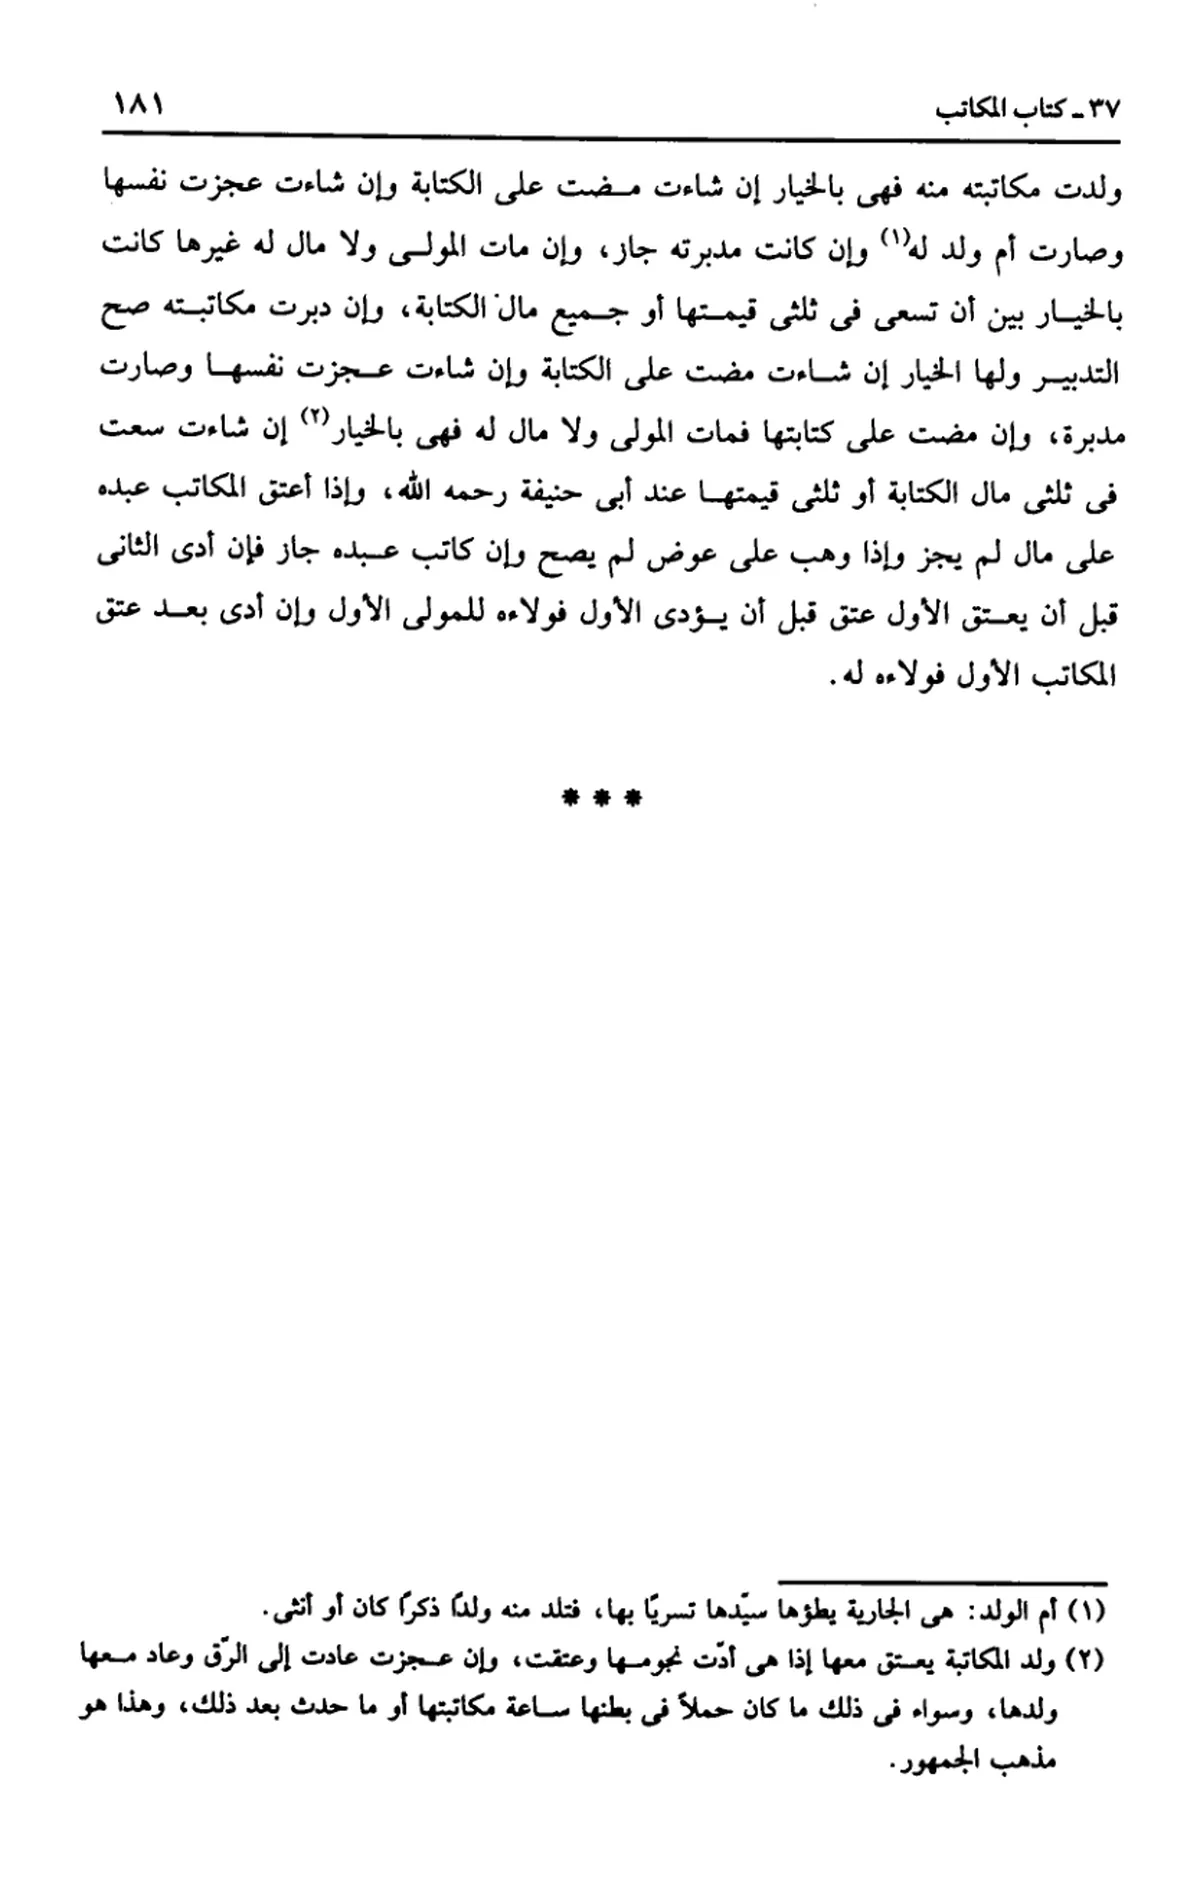 ٣٧ - كتاب المكاتب ١٨١
ولدت مكاتبته منه فهى بالخيار إن شاءت مضت على الكتابة وإن شاءت عجزت نفسها
وصارت أم ولد له(١) وإن كانت مدبرته جاز، وإن مات المولى ولا مال له غيرها كانت
بالخيار بين أن تسعى فى ثلثى قيمتها أو جميع مال الكتابة، وإن دبرت مكاتبته صح
التدبير ولها الخيار إن شاءت مضت على الكتابة وإن شاءت عجزت نفسها وصارت
مدبرة، وإن مضت على كتابتها فمات المولى ولا مال له فهى بالخيار(٢) إن شاءت سعت
فى ثلثى مال الكتابة أو ثلثى قيمتها عند أبى حنيفة رحمه الله، وإذا أعتق المكاتب عبده
على مال لم يجز وإذا وهب على عوض لم يصح وإن كاتب عبده جاز فإن أدى الثانى
قبل أن يعتق الأول عتق قبل أن يؤدى الأول فولاءه للمولى الأول وإن أدى بعد عتق
المكاتب الأول فولاءه له.
* * *
(١) أم الولد: هى الجارية يطؤها سيّدها تسريًا بها، فتلد منه ولدًا ذكرًا كان أو أنثى.
(٢) ولد المكاتبة يعتق معها إذا هى أدّت نجومها وعتقت، وإن عجزت عادت إلى الرّق وعاد معها
ولدها، وسواء فى ذلك ما كان حملاً فى بطنها ساعة مكاتبتها أو ما حدث بعد ذلك، وهذا هو
مذهب الجمهور.